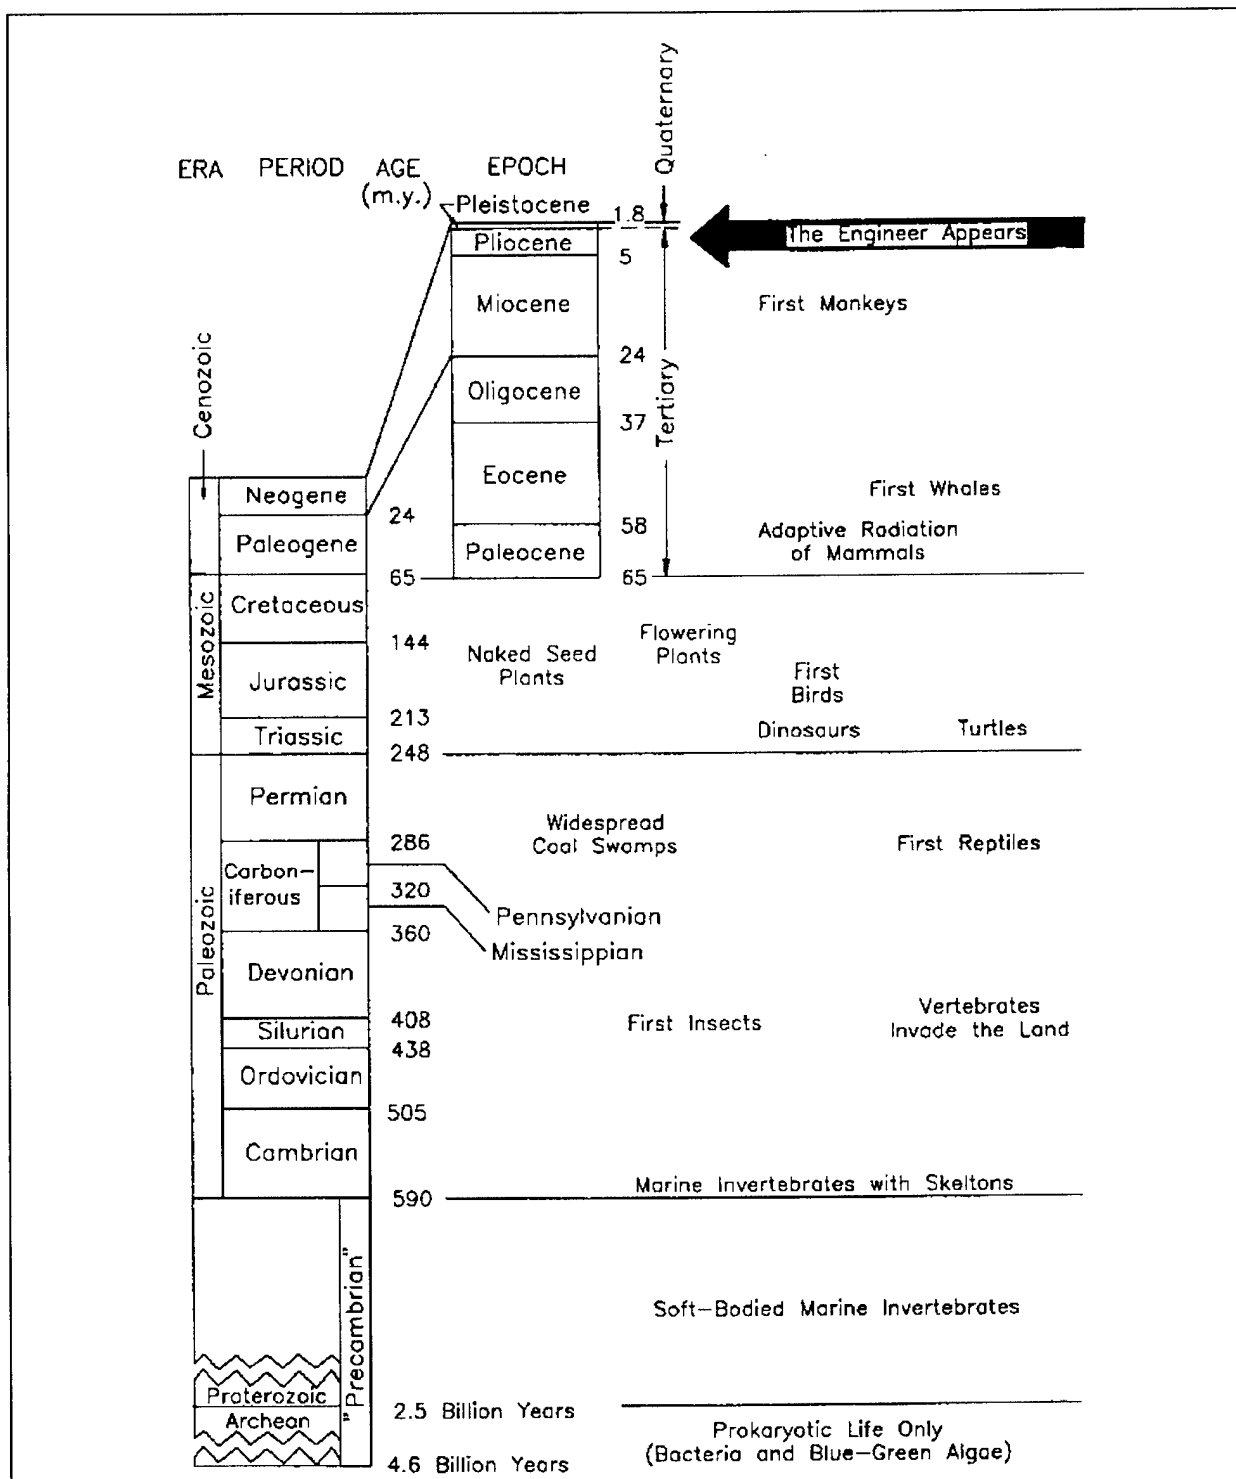 Quaternary
ERA PERIOD AGE EPOCH
(m.y.)
Pleistocene
1.8
The Engineer Appears
Pliocene
5
Miocene
First Monkeys
24
Oligocene
Tertiary
37
Cenozoic
Eocene
Neogene
First Whales
24
58
Paleogene
Paleocene
Adaptive Radiation
of Mammals
65
65
Mesozoic
Cretaceous
144
Flowering
Plants
Naked Seed
Plants
Jurassic
First
Birds
213
Triassic
Dinosaurs
Turtles
248
Paleozoic
Permian
Widespread
Coal Swamps
286
First Reptiles
Carbon-
iferous
320
Pennsylvanian
360
Mississippian
Devonian
408
First Insects
Vertebrates
Invade the Land
Silurian
438
Ordovician
505
Cambrian
Marine Invertebrates with Skeltons
590
"Precambrian"
Soft-Bodied Marine Invertebrates
Proterozoic
2.5 Billion Years
Archean
Prokaryotic Life Only
(Bacteria and Blue-Green Algae)
4.6 Billion Years